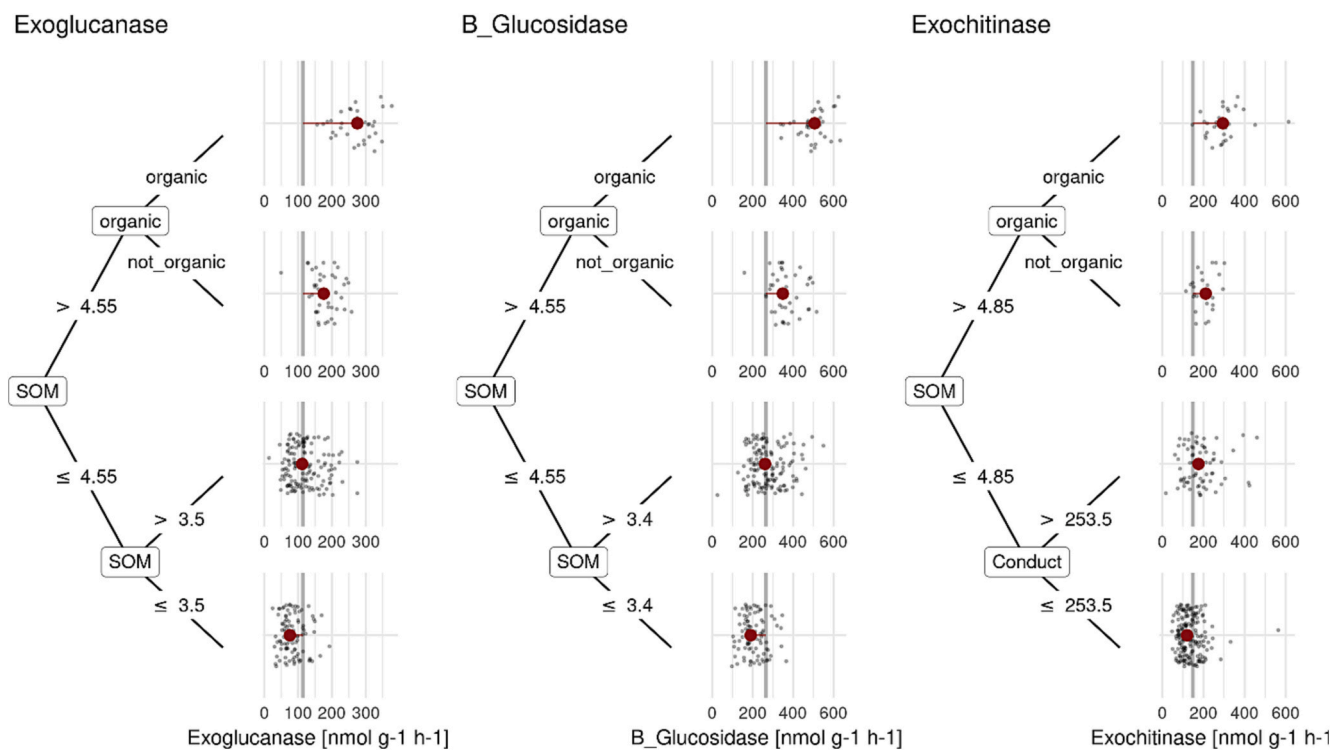 Exoglucanase
B_Glucosidase
Exochitinase
organic
organic
organic
0 100 200 300
0 200 400 600
0 200 400 600
organic
organic
organic
not_organic
not_organic
not_organic
> 4.55
> 4.55
> 4.85
0 100 200 300
0 200 400 600
0 200 400 600
SOM
SOM
SOM
≤ 4.55
≤ 4.55
≤ 4.85
> 3.5
> 3.4
> 253.5
0 100 200 300
0 200 400 600
0 200 400 600
SOM
SOM
Conduct
≤ 3.5
≤ 3.4
≤ 253.5
0 100 200 300
0 200 400 600
0 200 400 600
Exoglucanase [nmol g-1 h-1]
B_Glucosidase [nmol g-1 h-1]
Exochitinase [nmol g-1 h-1